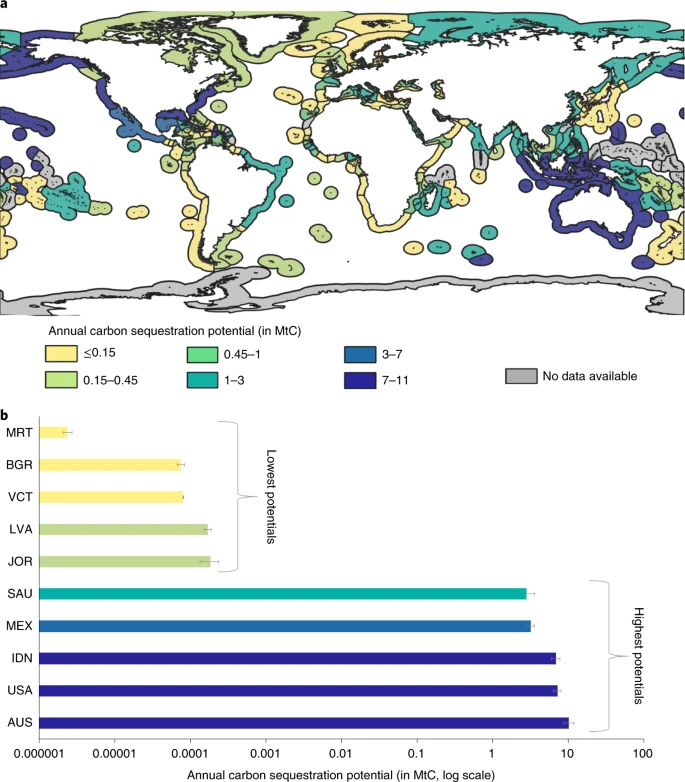 a
Annual carbon sequestration potential (in MtC)
≤0.15
0.45–1
3–7
0.15–0.45
1–3
7–11
No data available
b
MRT
BGR
VCT
LVA
JOR
Lowest potentials
SAU
MEX
IDN
USA
AUS
Highest potentials
0.000001 0.00001 0.0001 0.001 0.01 0.1 1 10 100
Annual carbon sequestration potential (in MtC, log scale)